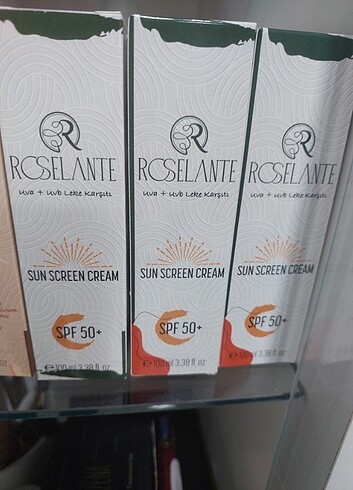 R
ROSELANTE
uva + uvb Leke Karşıtı
SUN SCREEN CREAM
SPF 50+
℮100 ml 3.38 fl. oz
R
ROSELANTE
uva + uvb Leke Karşıtı
SUN SCREEN CREAM
SPF 50+
℮100 ml 3.38 fl. oz
R
ROSELANTE
uva + uvb Leke Karşıtı
SUN SCREEN CREAM
SPF 50+
℮100 ml 3.38 fl. oz